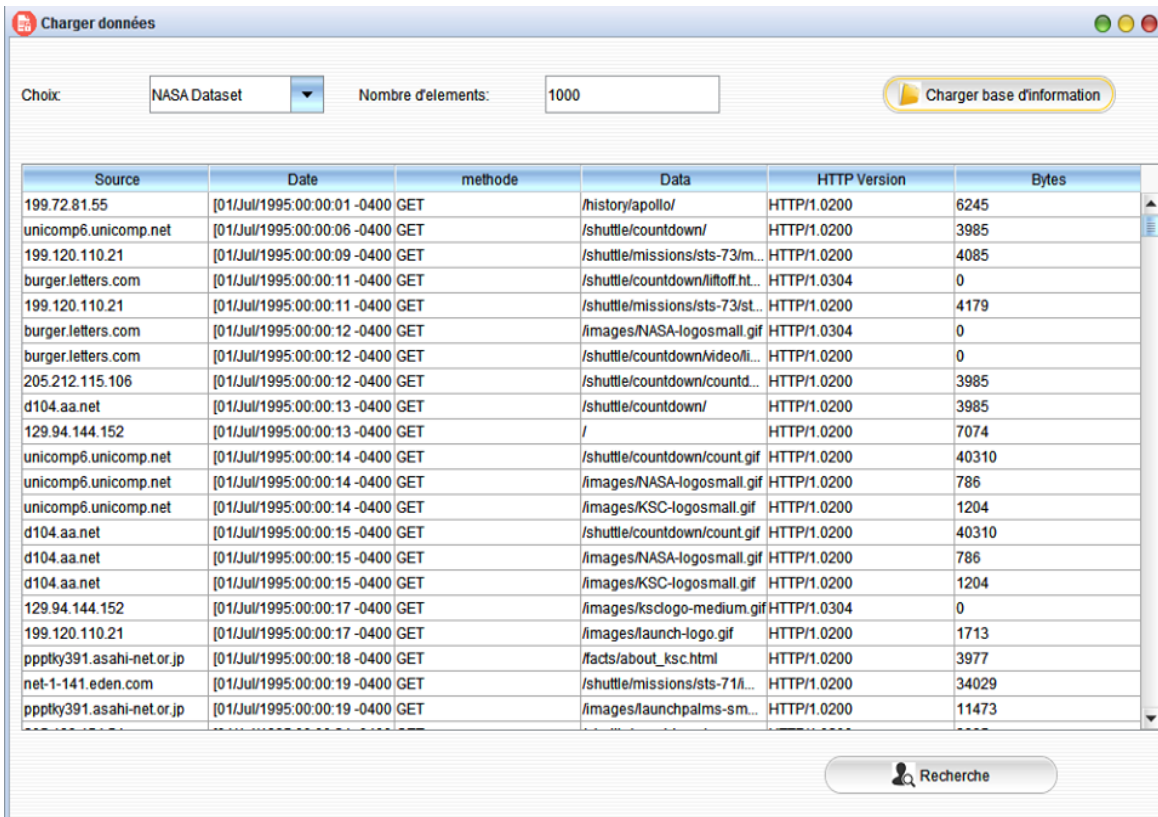 Charger données
Choix: NASA Dataset Nombre d'elements: 1000 Charger base d'information
Source Date methode Data HTTP Version Bytes
199.72.81.55 [01/Jul/1995:00:00:01 -0400 GET /history/apollo/ HTTP/1.0200 6245
unicomp6.unicomp.net [01/Jul/1995:00:00:06 -0400 GET /shuttle/countdown/ HTTP/1.0200 3985
199.120.110.21 [01/Jul/1995:00:00:09 -0400 GET /shuttle/missions/sts-73/m... HTTP/1.0200 4085
burger.letters.com [01/Jul/1995:00:00:11 -0400 GET /shuttle/countdown/liftoff.ht... HTTP/1.0304 0
199.120.110.21 [01/Jul/1995:00:00:11 -0400 GET /shuttle/missions/sts-73/st... HTTP/1.0200 4179
burger.letters.com [01/Jul/1995:00:00:12 -0400 GET /images/NASA-logosmall.gif HTTP/1.0304 0
burger.letters.com [01/Jul/1995:00:00:12 -0400 GET /shuttle/countdown/video/li... HTTP/1.0200 0
205.212.115.106 [01/Jul/1995:00:00:12 -0400 GET /shuttle/countdown/countd... HTTP/1.0200 3985
d104.aa.net [01/Jul/1995:00:00:13 -0400 GET /shuttle/countdown/ HTTP/1.0200 3985
129.94.144.152 [01/Jul/1995:00:00:13 -0400 GET / HTTP/1.0200 7074
unicomp6.unicomp.net [01/Jul/1995:00:00:14 -0400 GET /shuttle/countdown/count.gif HTTP/1.0200 40310
unicomp6.unicomp.net [01/Jul/1995:00:00:14 -0400 GET /images/NASA-logosmall.gif HTTP/1.0200 786
unicomp6.unicomp.net [01/Jul/1995:00:00:14 -0400 GET /images/KSC-logosmall.gif HTTP/1.0200 1204
d104.aa.net [01/Jul/1995:00:00:15 -0400 GET /shuttle/countdown/count.gif HTTP/1.0200 40310
d104.aa.net [01/Jul/1995:00:00:15 -0400 GET /images/NASA-logosmall.gif HTTP/1.0200 786
d104.aa.net [01/Jul/1995:00:00:15 -0400 GET /images/KSC-logosmall.gif HTTP/1.0200 1204
129.94.144.152 [01/Jul/1995:00:00:17 -0400 GET /images/ksclogo-medium.gif HTTP/1.0304 0
199.120.110.21 [01/Jul/1995:00:00:17 -0400 GET /images/launch-logo.gif HTTP/1.0200 1713
ppptky391.asahi-net.or.jp [01/Jul/1995:00:00:18 -0400 GET /facts/about_ksc.html HTTP/1.0200 3977
net-1-141.eden.com [01/Jul/1995:00:00:19 -0400 GET /shuttle/missions/sts-71/i... HTTP/1.0200 34029
ppptky391.asahi-net.or.jp [01/Jul/1995:00:00:19 -0400 GET /images/launchpalms-sm... HTTP/1.0200 11473
Recherche